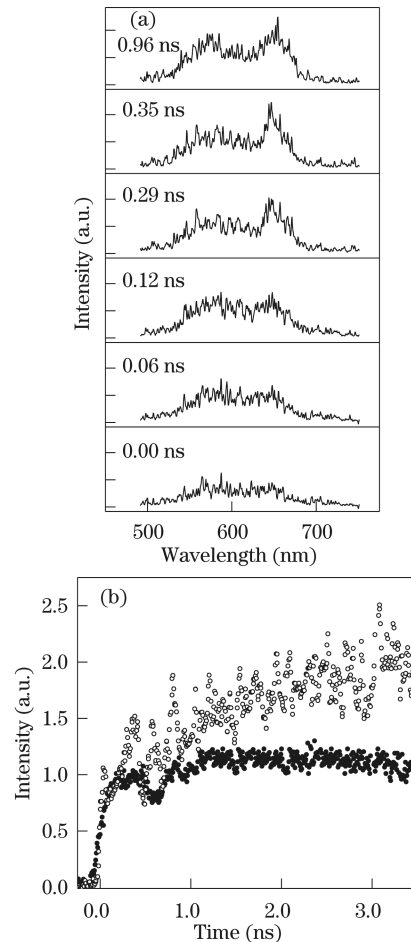 (a)
0.96 ns
0.35 ns
0.29 ns
0.12 ns
0.06 ns
0.00 ns
Intensity (a.u.)
500 600 700
Wavelength (nm)
(b)
2.5
2.0
1.5
1.0
0.5
0.0
Intensity (a.u.)
0.0 1.0 2.0 3.0
Time (ns)